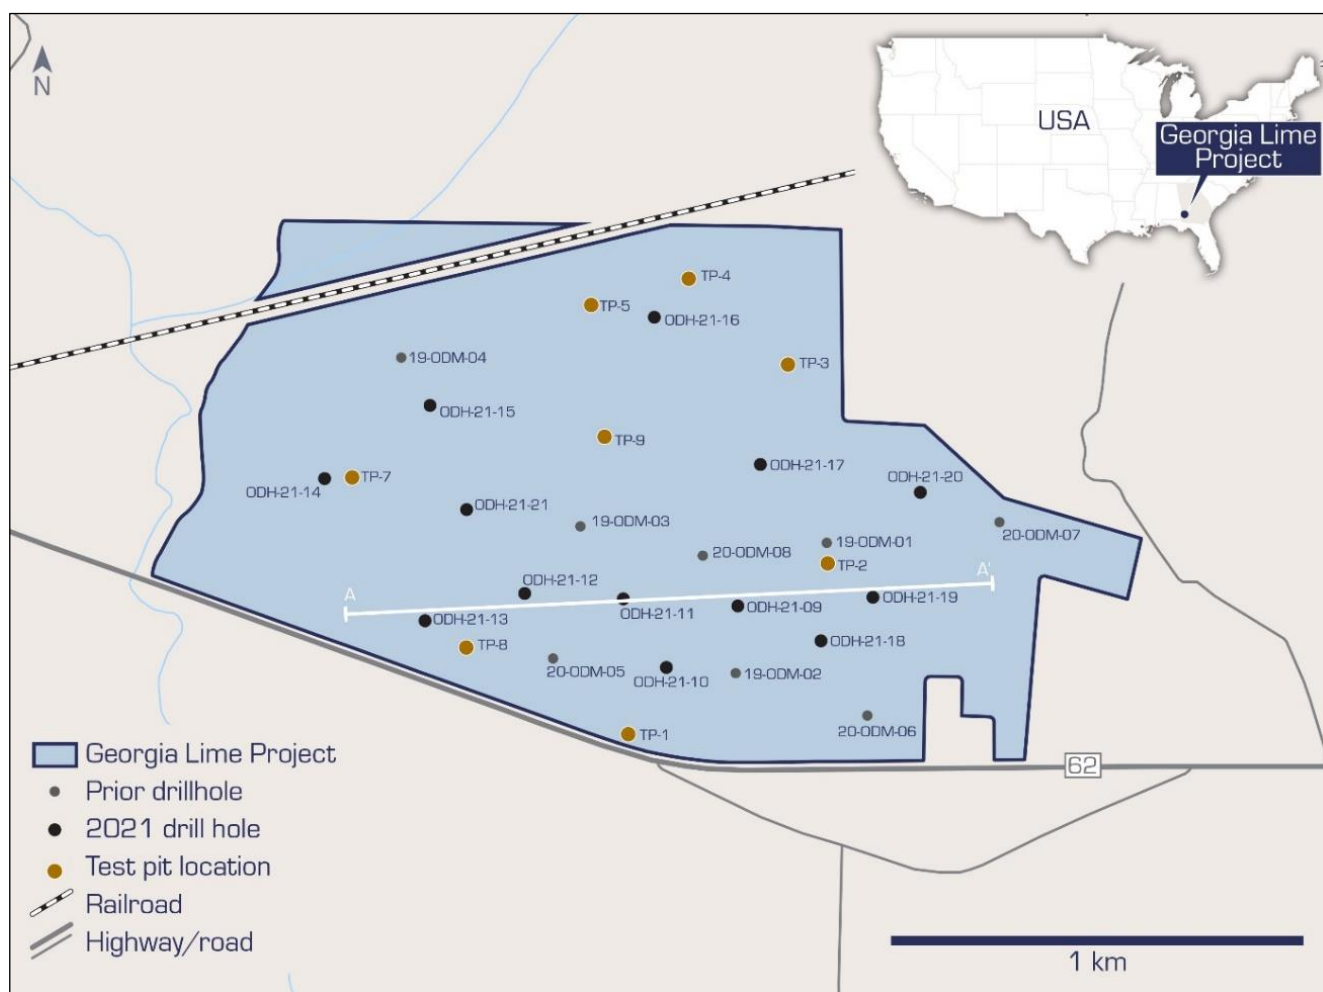 N
USA
Georgia Lime
Project
TP-4
TP-5
ODH-21-16
19-ODM-04
TP-3
ODH-21-15
TP-9
ODH-21-17
ODH-21-20
ODH-21-14
TP-7
ODH-21-21
19-ODM-03
20-ODM-07
19-ODM-01
20-ODM-08
TP-2
ODH-21-12
A
A'
ODH-21-19
ODH-21-11
ODH-21-09
ODH-21-13
ODH-21-18
TP-8
20-ODM-05
ODH-21-10
19-ODM-02
20-ODM-06
TP-1
62
Georgia Lime Project
Prior drillhole
2021 drill hole
Test pit location
Railroad
Highway/road
1 km